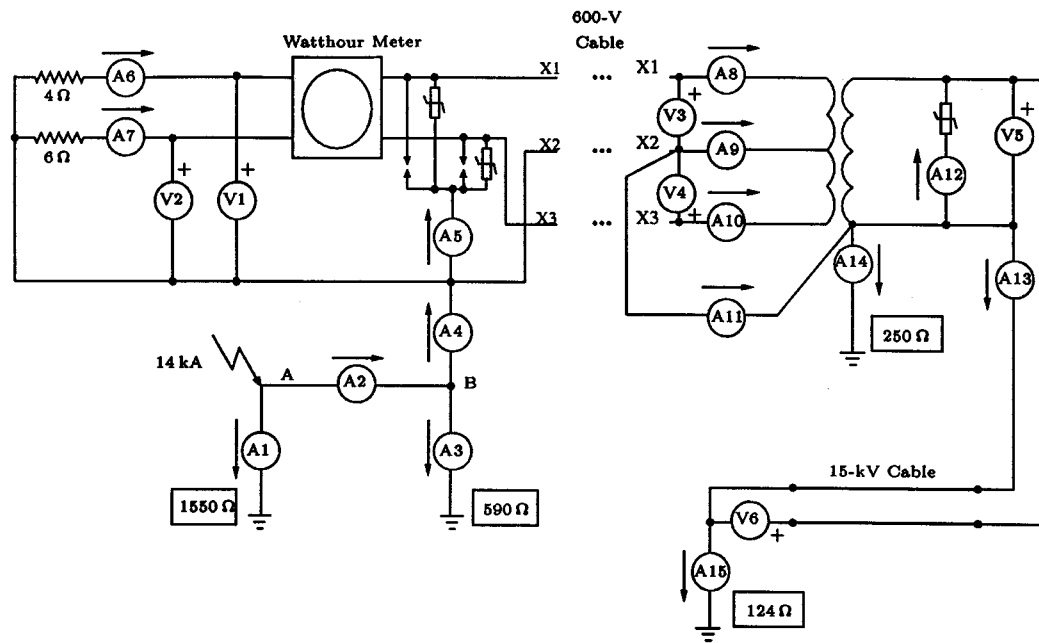 600-V
Cable
Watthour Meter
X1 ... X1
A6 A8
4 Ω
V3 +
A7 X2 ... X2 A9 V5 +
6 Ω
+ +
V2 V1 V4 A12
X3 ... X3 + A10
A5
A14 A13
A11
A4 250 Ω
14 kA
A A2 B
A1 A3
15-kV Cable
1550 Ω 590 Ω
V6
+
A15
124 Ω